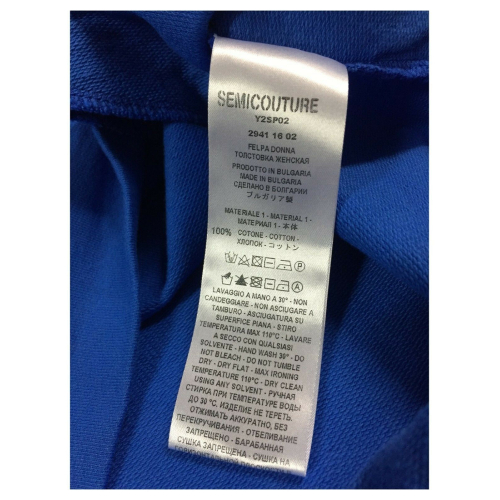 SEMICOUTURE
Y2SP02
2941 16 02
FELPA DONNA
ТОЛСТОВКА ЖЕНСКАЯ
PRODOTTO IN BULGARIA
MADE IN BULGARIA
СДЕЛАНО В БОЛГАРИИ
ブルガリア製
MATERIALE 1 - MATERIAL 1 -
МАТЕРИАЛ 1 - 本体
100% COTONE - COTTON -
ХЛОПОК - コットン
P
A
LAVAGGIO A MANO A 30° - NON
CANDEGGIARE - NON ASCIUGARE A
TAMBURO - ASCIUGATURA SU
SUPERFICE PIANA - STIRO
TEMPERATURA MAX 110°C - LAVARE
A SECCO CON QUALSIASI
SOLVENTE - HAND WASH 30° - DO
NOT BLEACH - DO NOT TUMBLE
DRY - DRY FLAT - MAX IRONING
TEMPERATURE 110°C - DRY CLEAN
USING ANY SOLVENT - РУЧНАЯ
СТИРКА ПРИ ТЕМПЕРАТУРЕ ВОДЫ
ДО 30 °C. ИЗДЕЛИЕ НЕ ТЕРЕТЬ.
ОТЖИМАТЬ АККУРАТНО, БЕЗ
ПЕРЕКРУЧИВАНИЯ - ОТБЕЛИВАНИЕ
ЗАПРЕЩЕНО - БАРАБАННАЯ
СУШКА ЗАПРЕЩЕНА - СУШКА НА